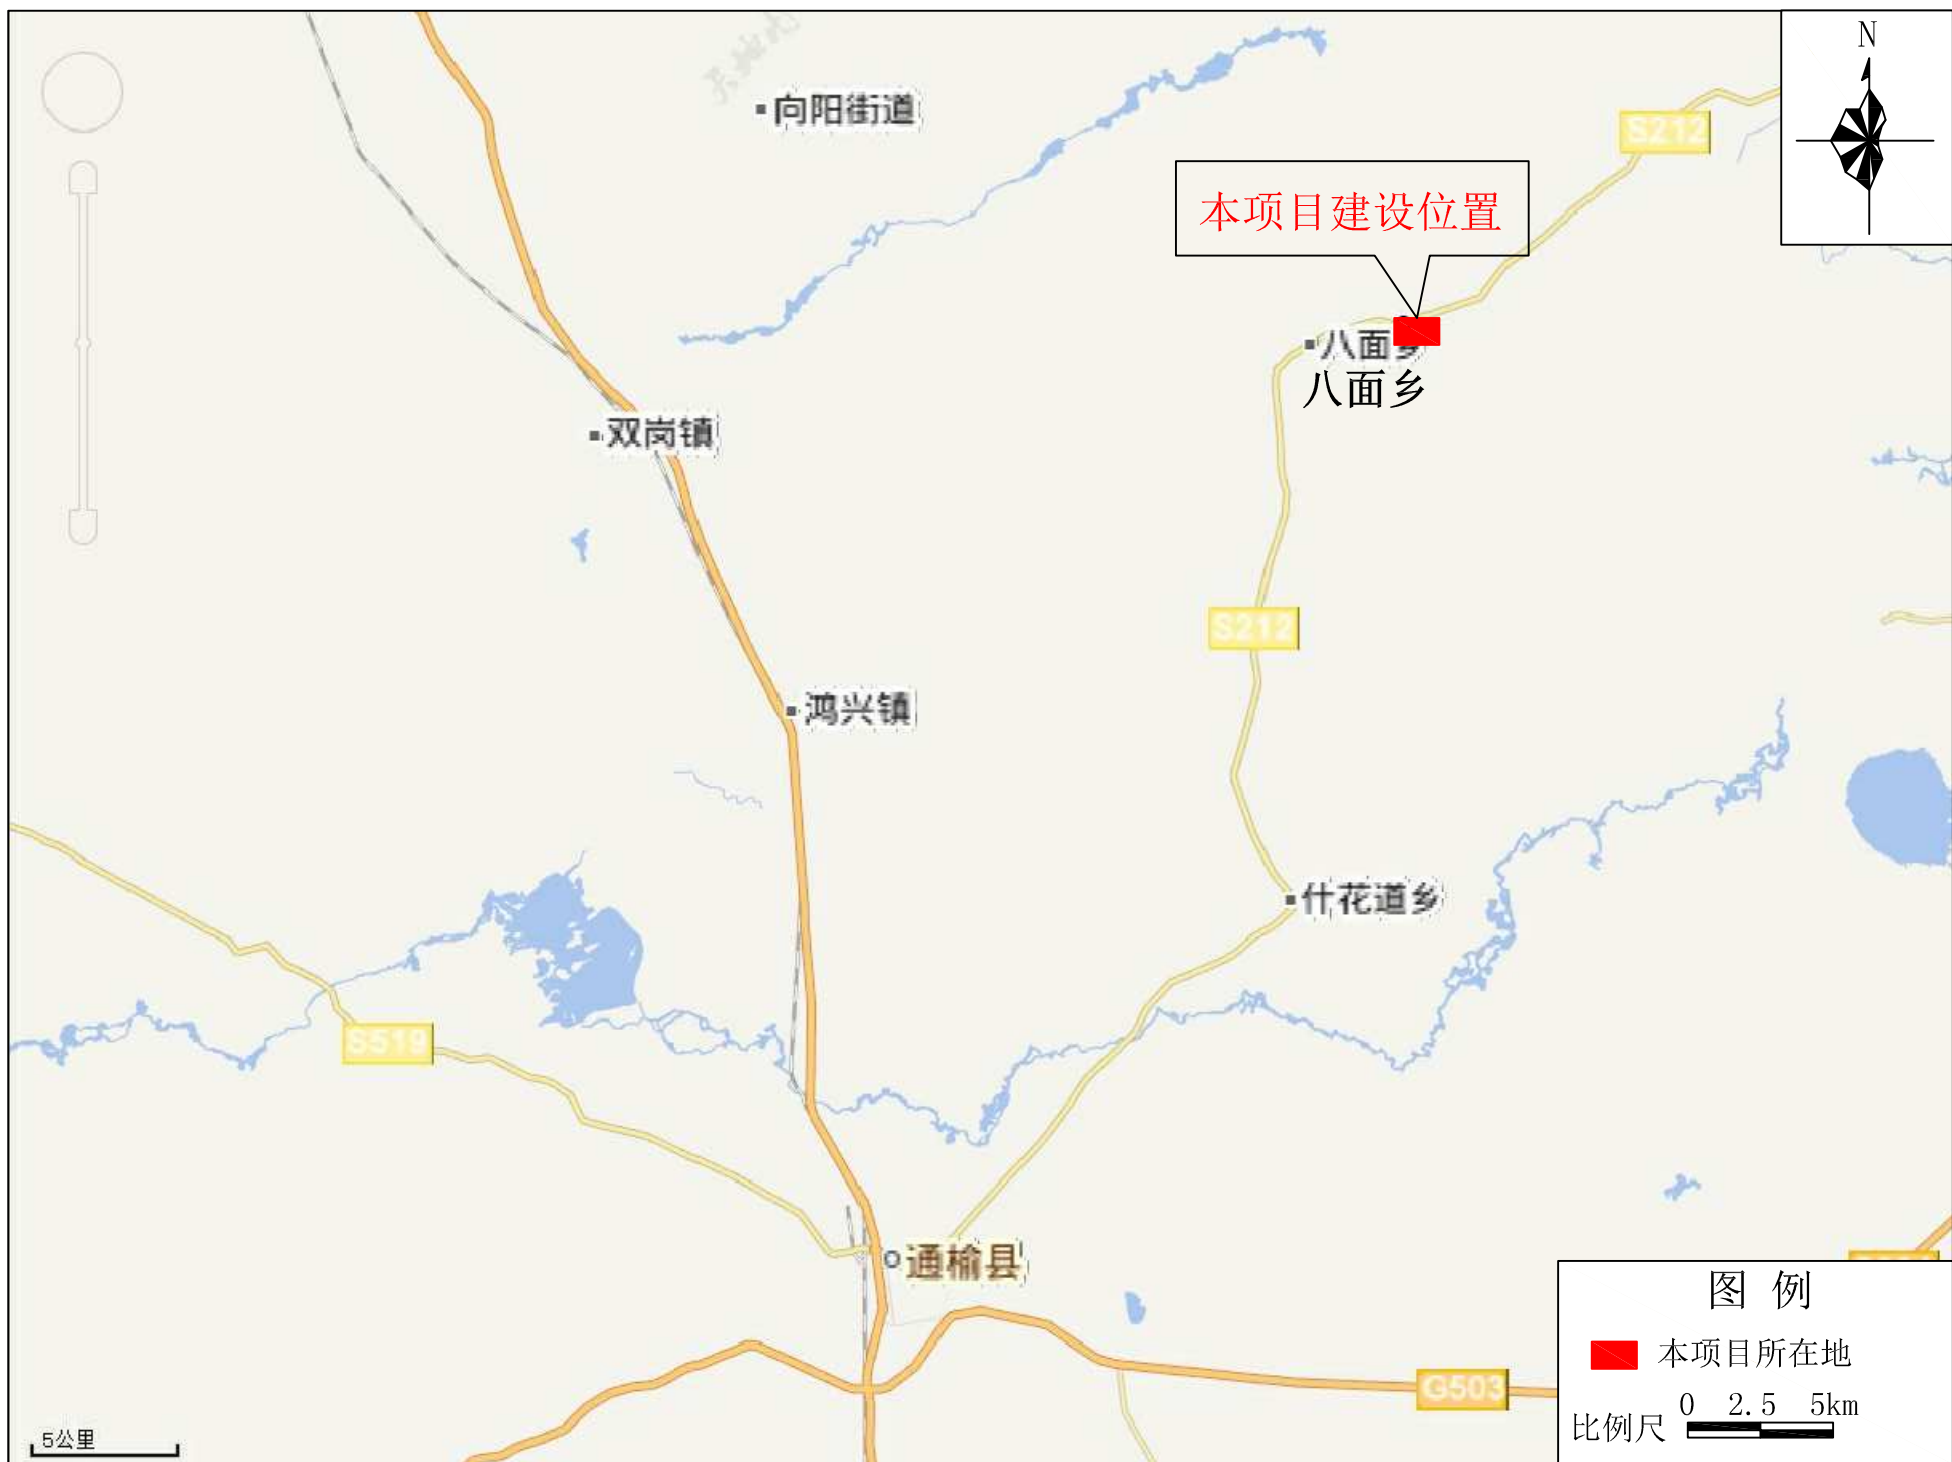 N
向阳街道
S212
本项目建设位置
八面乡
八面乡
双岗镇
S212
鸿兴镇
什花道乡
S519
通榆县
G503
图 例
本项目所在地
比例尺 0 2.5 5km
5公里